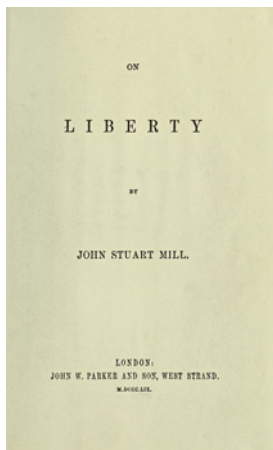 ON
LIBERTY
BY
JOHN STUART MILL.
LONDON:
JOHN W. PARKER AND SON, WEST STRAND.
M.DCCC.LIX.